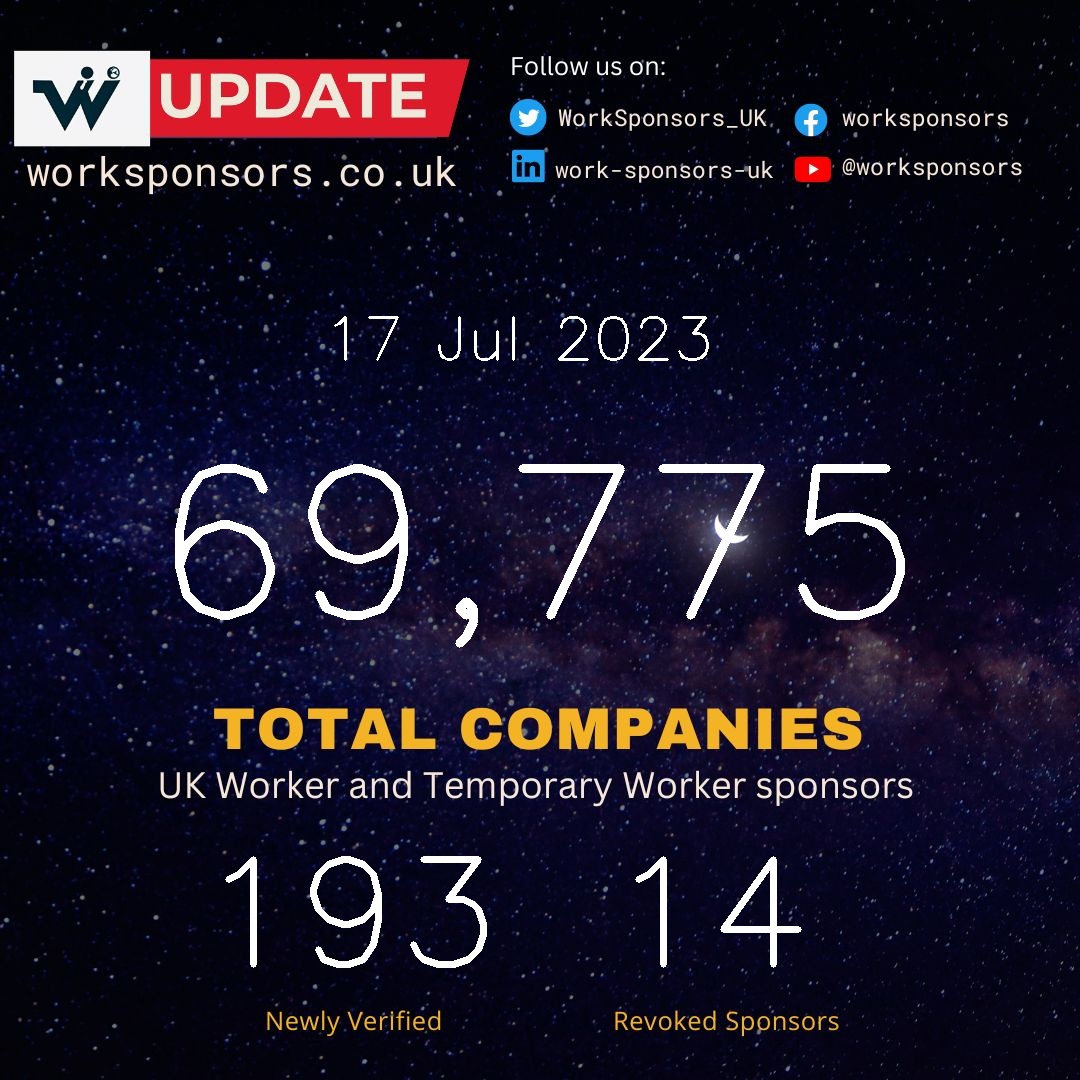 UPDATE
worksponsors.co.uk
Follow us on:
WorkSponsors_UK
worksponsors
work-sponsors-uk
@worksponsors
17 Jul 2023
69,775
TOTAL COMPANIES
UK Worker and Temporary Worker sponsors
193 14
Newly Verified Revoked Sponsors